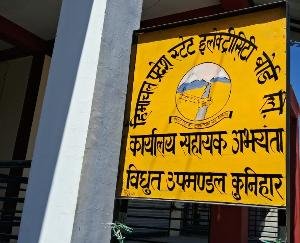 हिमाचल प्रदेश स्टेट इलैक्ट्रीसिटी बोर्ड लि.
कार्यालय सहायक अभियंता
विद्युत उपमण्डल कुनिहार